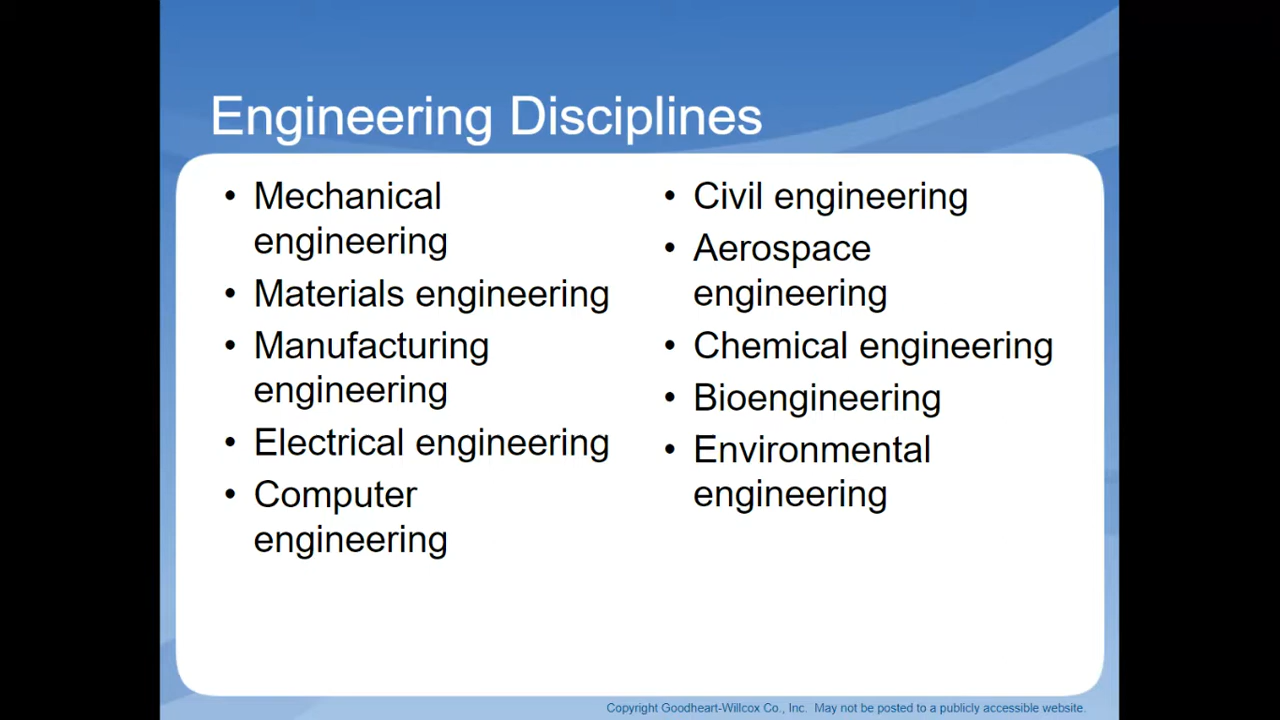 Engineering Disciplines
• Mechanical
engineering
• Materials engineering
• Manufacturing
engineering
• Electrical engineering
• Computer
engineering
• Civil engineering
• Aerospace
engineering
• Chemical engineering
• Bioengineering
• Environmental
engineering
Copyright Goodheart-Willcox Co., Inc. May not be posted to a publicly accessible website.